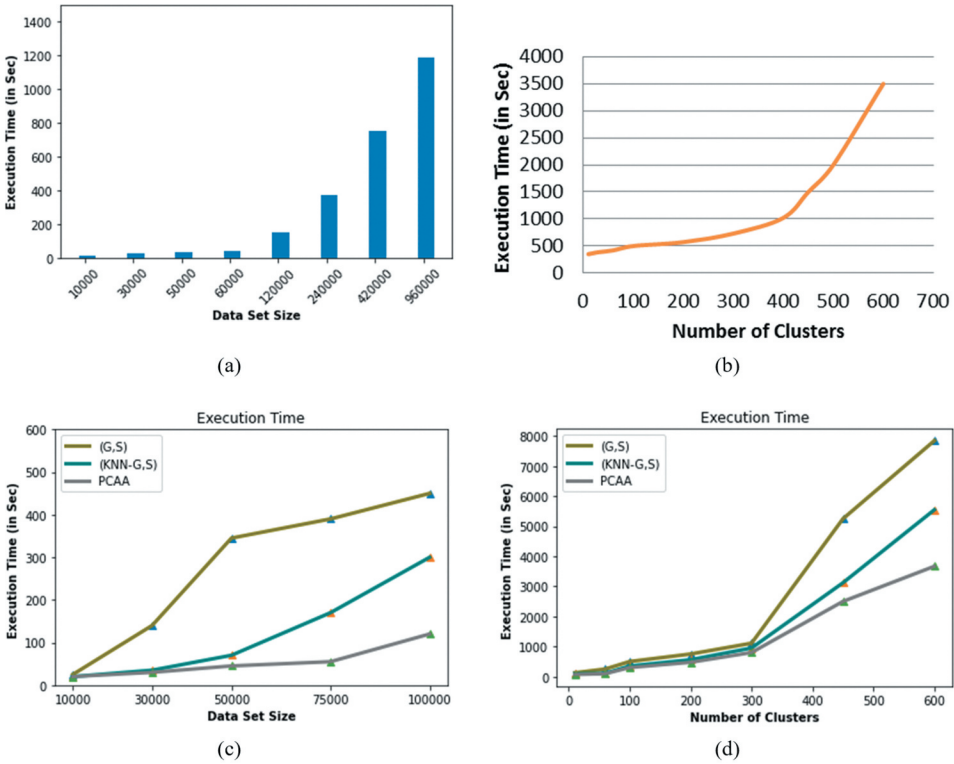 1400
1200
1000
800
600
400
200
0
Execution Time (in Sec)
10000 30000 50000 60000 120000 240000 420000 960000
Data Set Size
(a)
4000
3500
3000
2500
2000
1500
1000
500
0
Execution Time (in Sec)
0 100 200 300 400 500 600 700
Number of Clusters
(b)
Execution Time
600
500
400
300
200
100
0
Execution Time (in Sec)
(G,S)
(KNN-G,S)
PCAA
10000 30000 50000 75000 100000
Data Set Size
(c)
Execution Time
8000
7000
6000
5000
4000
3000
2000
1000
0
Execution Time (in Sec)
(G,S)
(KNN-G,S)
PCAA
0 100 200 300 400 500 600
Number of Clusters
(d)